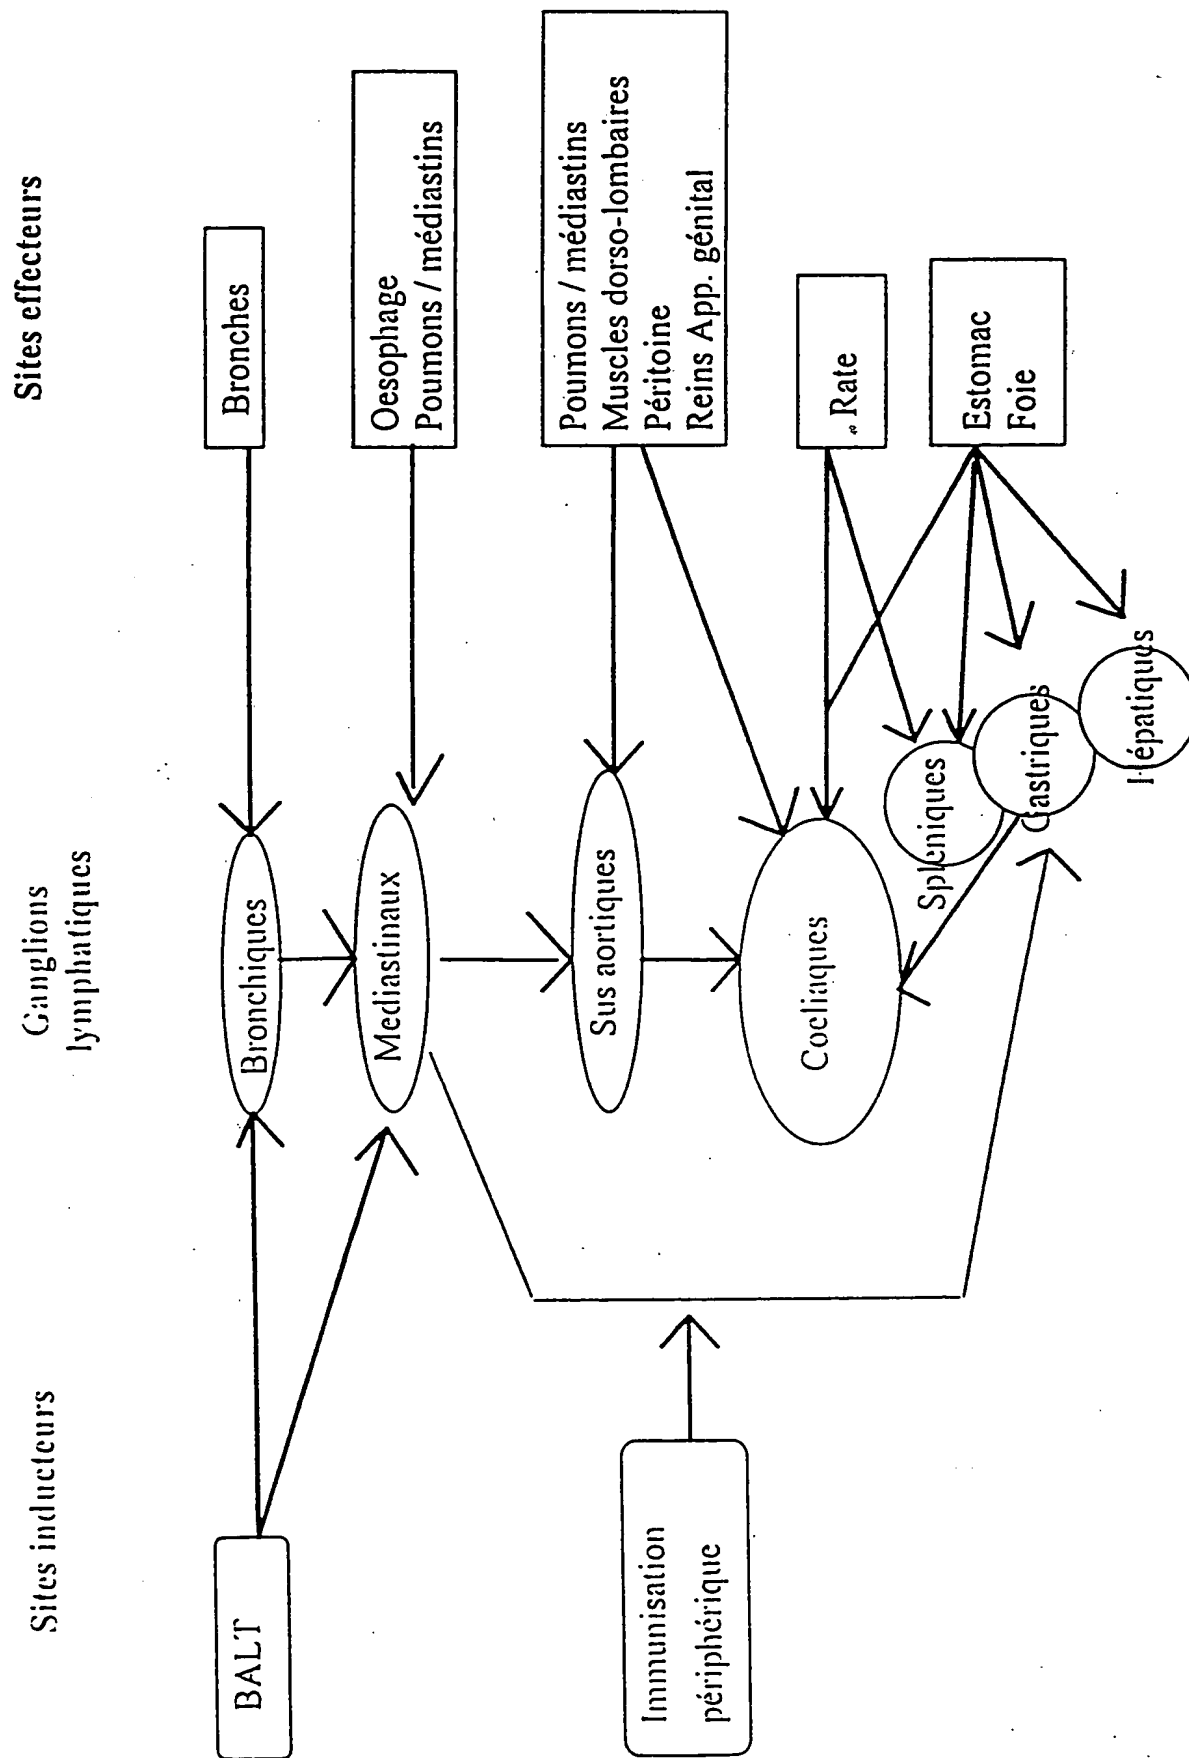 Sites inducteurs
Ganglions
lymphatiques
Sites effecteurs
BALT
Bronchiques
Bronches
Mediastinaux
Oesophage
Poumons / médiastins
Sus aortiques
Poumons / médiastins
Muscles dorso-lombaires
Péritoine
Reins App. génital
Immunisation
périphérique
Coeliaques
Rate
Spléniques
Gastriques
Hépatiques
Estomac
Foie